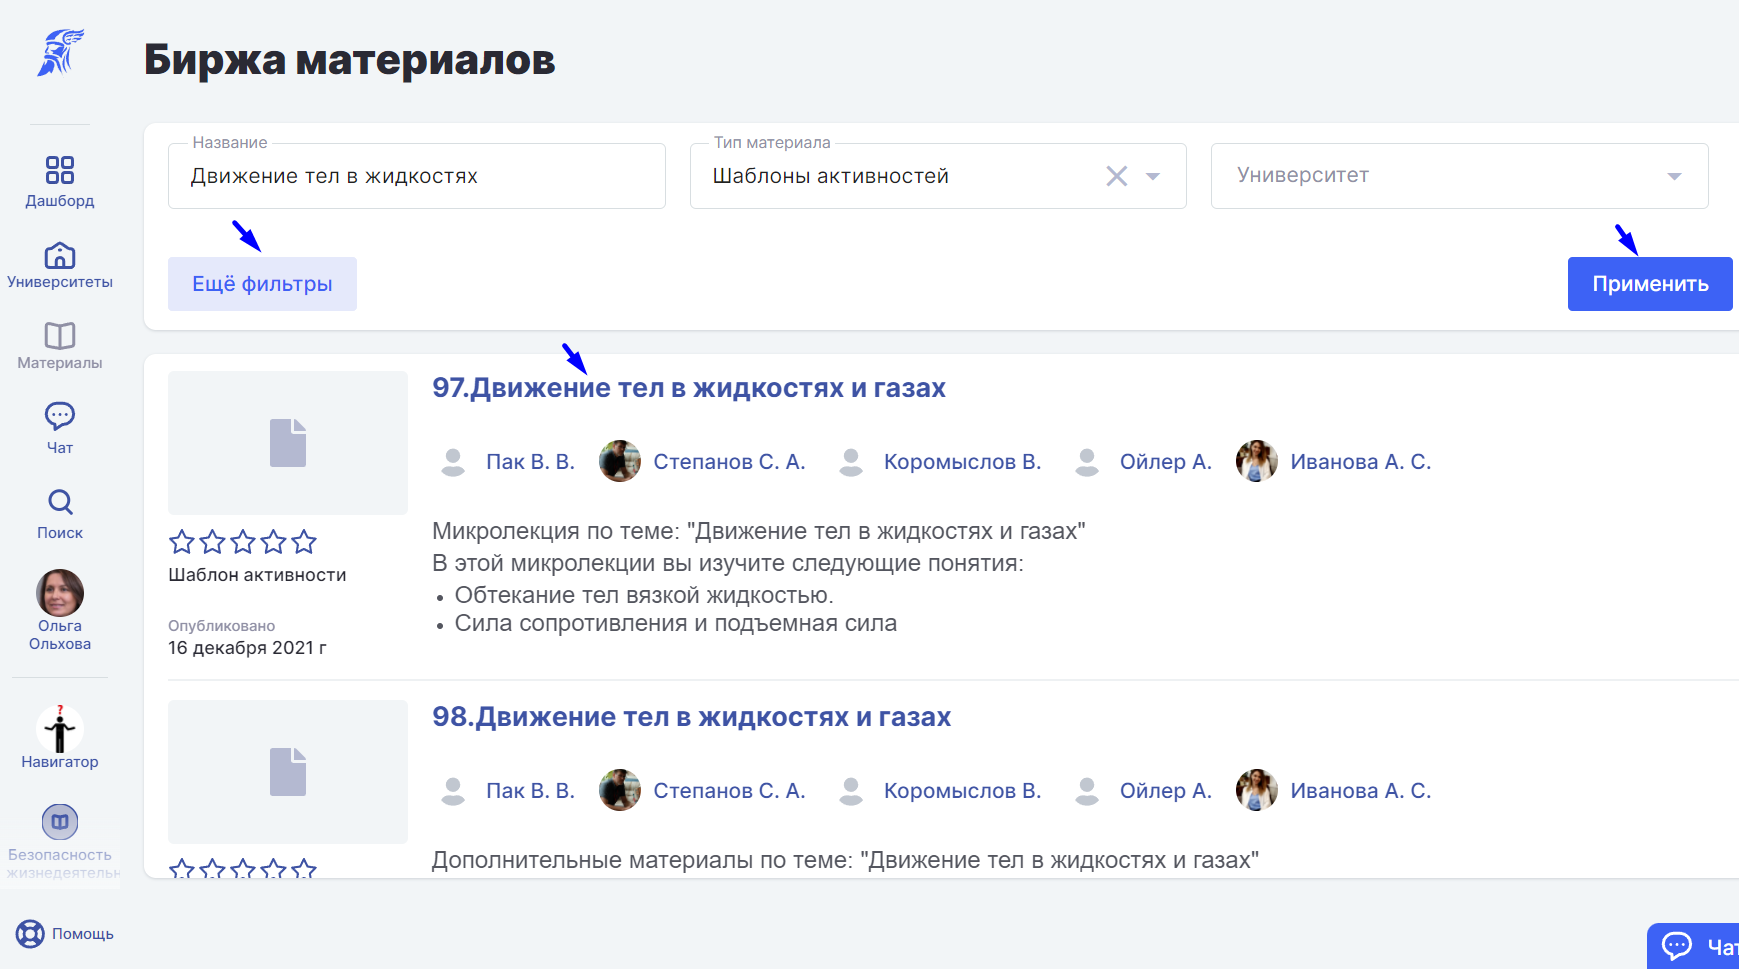 Биржа материалов
Название
Движение тел в жидкостях
Тип материала
Шаблоны активностей
Университет
Ещё фильтры
Применить
Дашборд
Университеты
Материалы
Чат
Поиск
Ольга
Ольхова
?
Навигатор
Безопасность
жизнедеятельн
Помощь
97.Движение тел в жидкостях и газах
Пак В. В. Степанов С. А. Коромыслов В. Ойлер А. Иванова А. С.
Микролекция по теме: "Движение тел в жидкостях и газах"
В этой микролекции вы изучите следующие понятия:
• Обтекание тел вязкой жидкостью.
• Сила сопротивления и подъемная сила
Шаблон активности
Опубликовано
16 декабря 2021 г
98.Движение тел в жидкостях и газах
Пак В. В. Степанов С. А. Коромыслов В. Ойлер А. Иванова А. С.
Дополнительные материалы по теме: "Движение тел в жидкостях и газах"
Чат